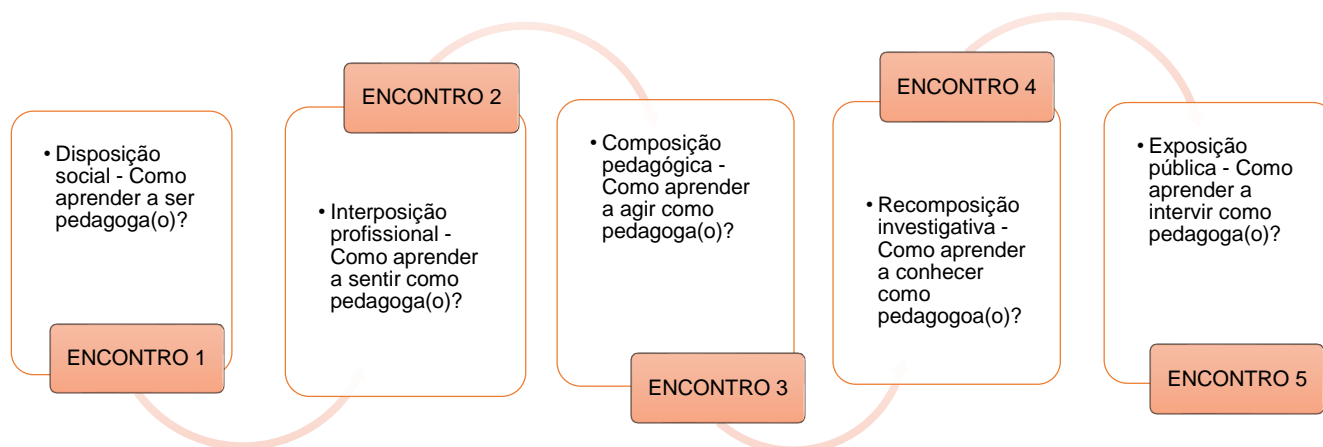 • Disposição
social - Como
aprender a ser
pedagoga(o)?
ENCONTRO 1
ENCONTRO 2
• Interposição
profissional -
Como aprender
a sentir como
pedagoga(o)?
• Composição
pedagógica -
Como aprender
a agir como
pedagoga(o)?
ENCONTRO 3
ENCONTRO 4
• Recomposição
investigativa -
Como aprender
a conhecer
como
pedagogoa(o)?
• Exposição
pública - Como
aprender a
intervir como
pedagoga(o)?
ENCONTRO 5